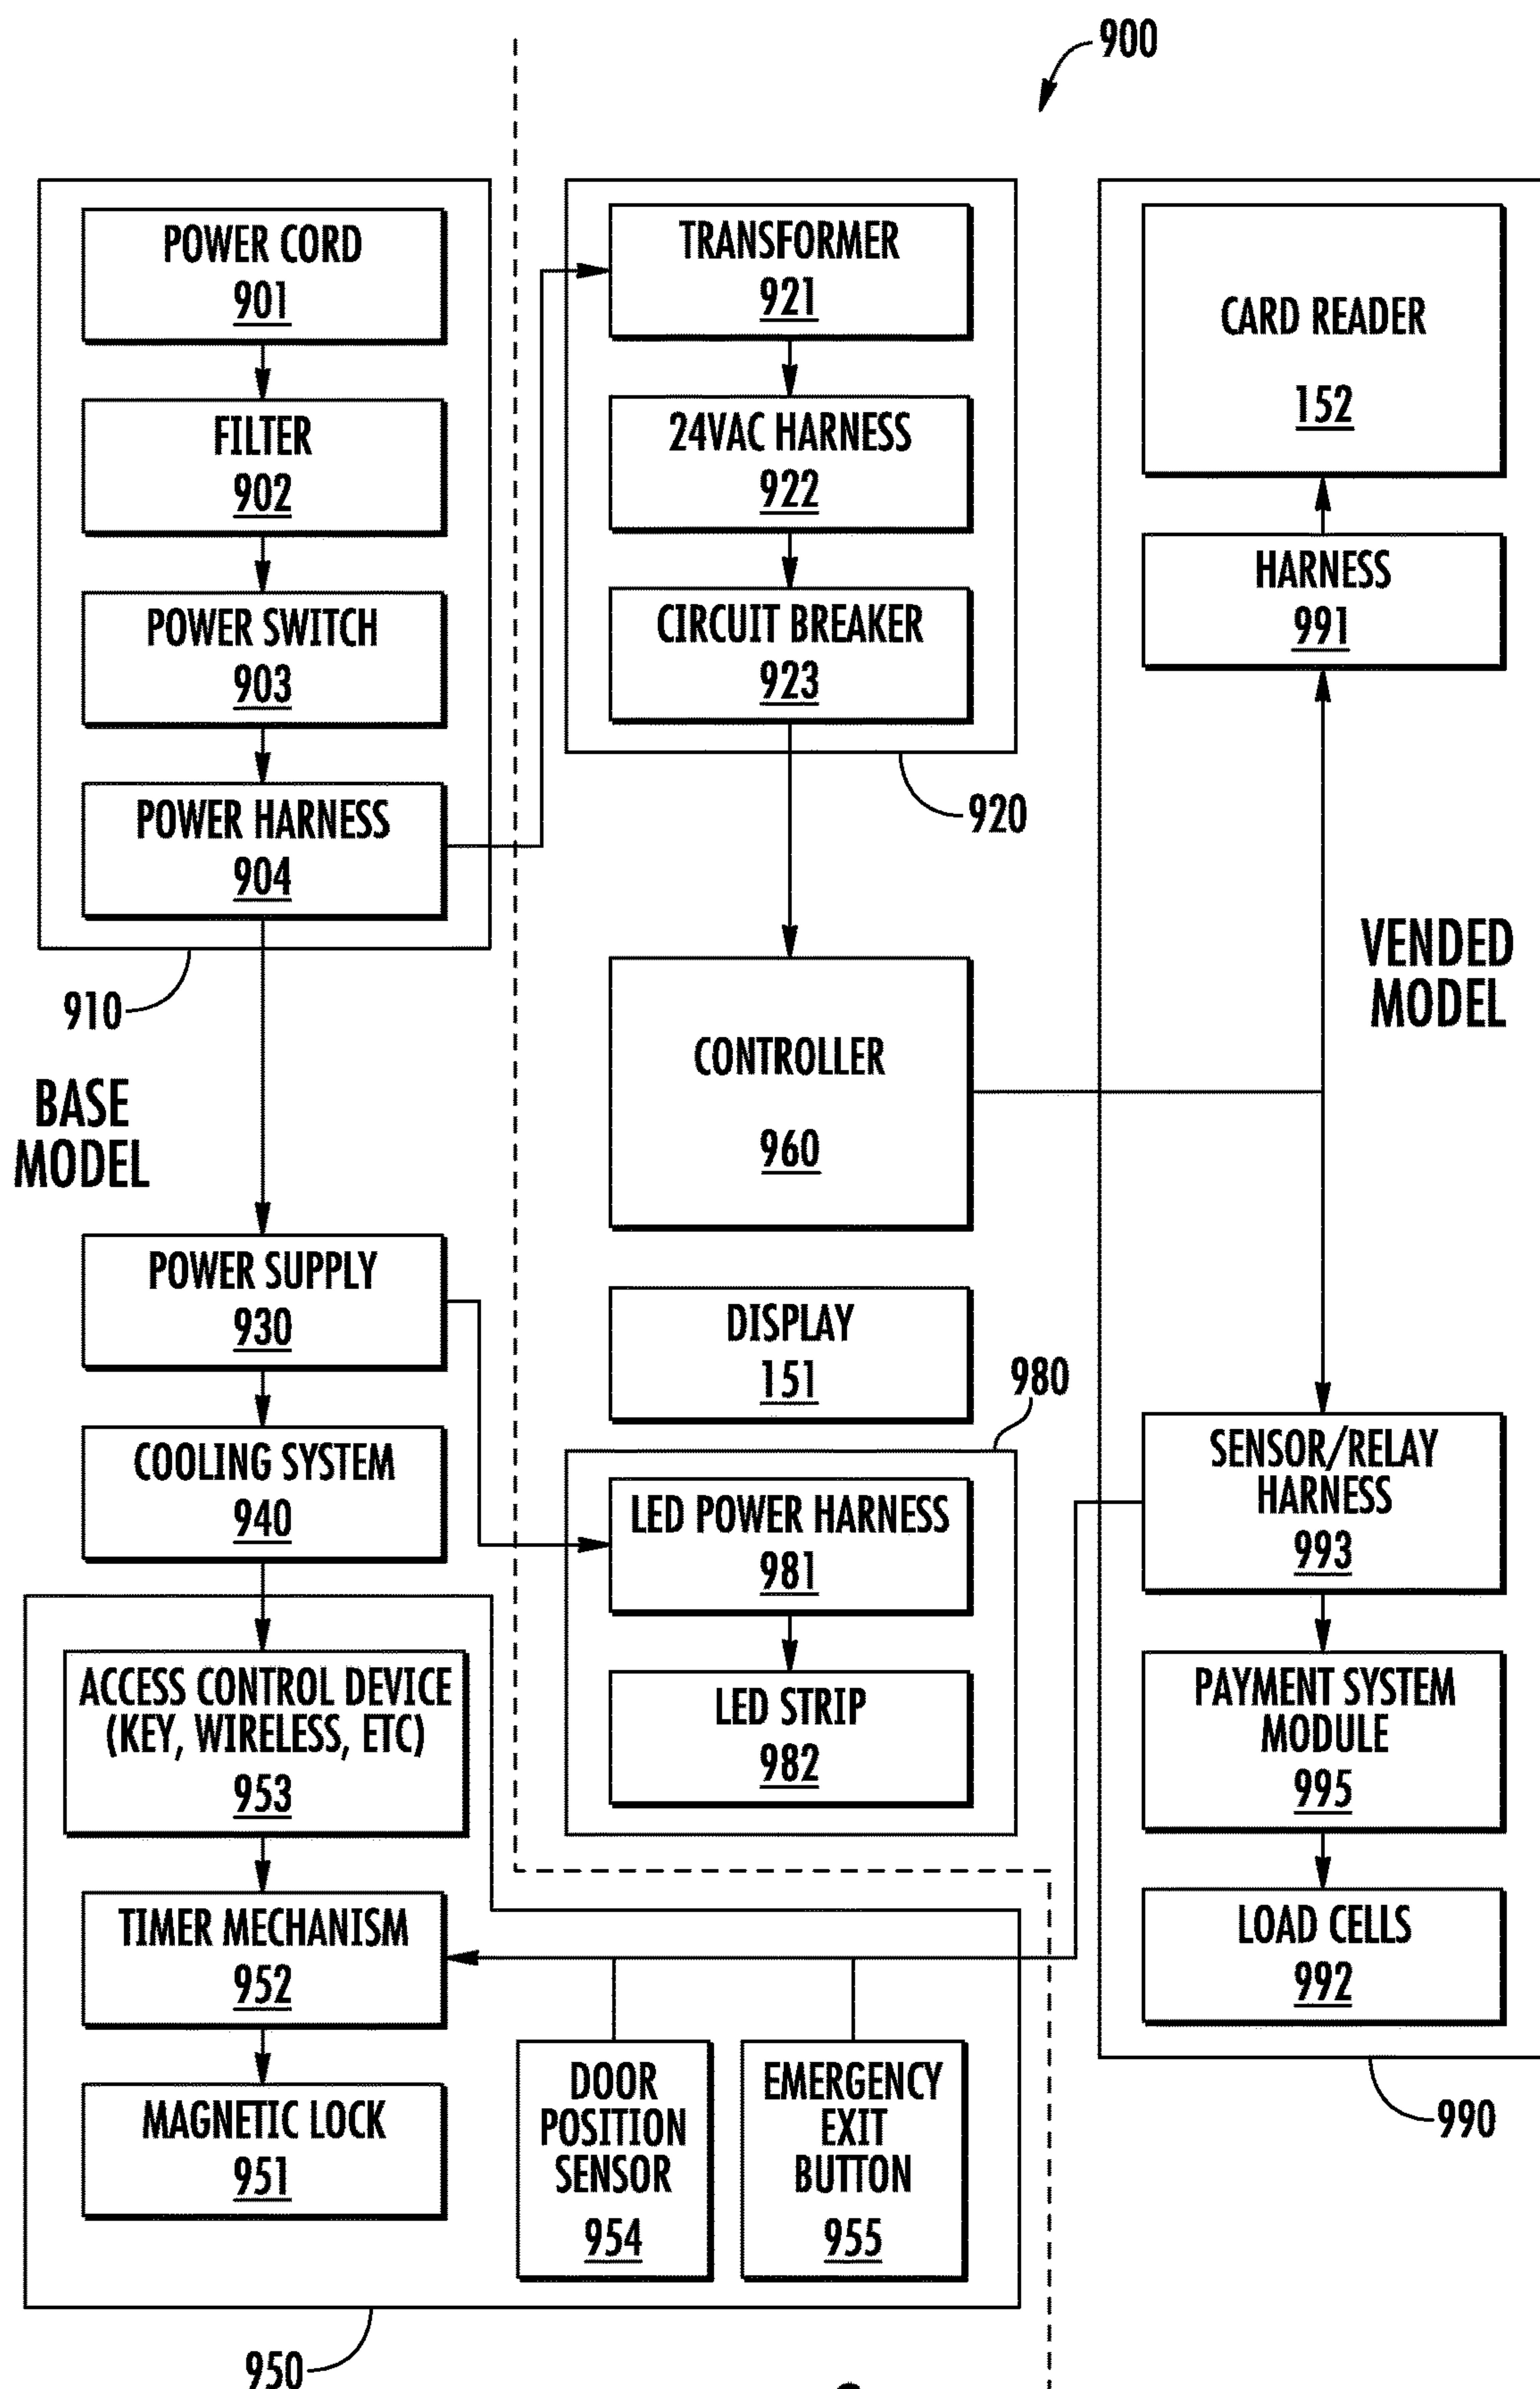 900
POWER CORD
901
FILTER
902
POWER SWITCH
903
POWER HARNESS
904
910
BASE
MODEL
POWER SUPPLY
930
COOLING SYSTEM
940
ACCESS CONTROL DEVICE
(KEY, WIRELESS, ETC)
953
TIMER MECHANISM
952
MAGNETIC LOCK
951
DOOR
POSITION
SENSOR
954
EMERGENCY
EXIT
BUTTON
955
950
TRANSFORMER
921
24VAC HARNESS
922
CIRCUIT BREAKER
923
920
CONTROLLER
960
DISPLAY
151
980
LED POWER HARNESS
981
LED STRIP
982
CARD READER
152
HARNESS
991
VENDED
MODEL
SENSOR/RELAY
HARNESS
993
PAYMENT SYSTEM
MODULE
995
LOAD CELLS
992
990